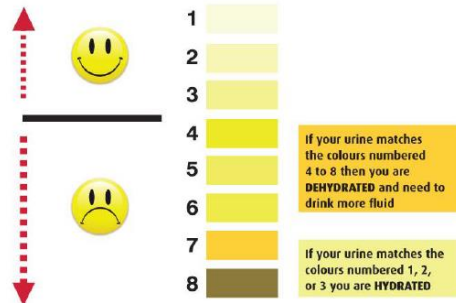 1
2
3
4
5
6
7
8
If your urine matches
the colours numbered
4 to 8 then you are
DEHYDRATED and need to
drink more fluid
If your urine matches the
colours numbered 1, 2,
or 3 you are HYDRATED